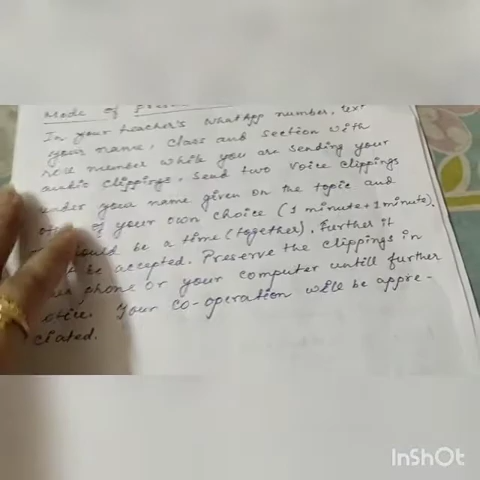 Mode of
In your teacher's WhatApp number, text
your name, class and section with
roll number while you are sending your
audio clippings. Send two voice clippings
under your name given on the topic and
of your own choice (1 minute+1minute).
be a time (together). Further it
be accepted. Preserve the clippings in
phone or your computer untill further
Your co-operation will be appre-
ciated.
InShOt